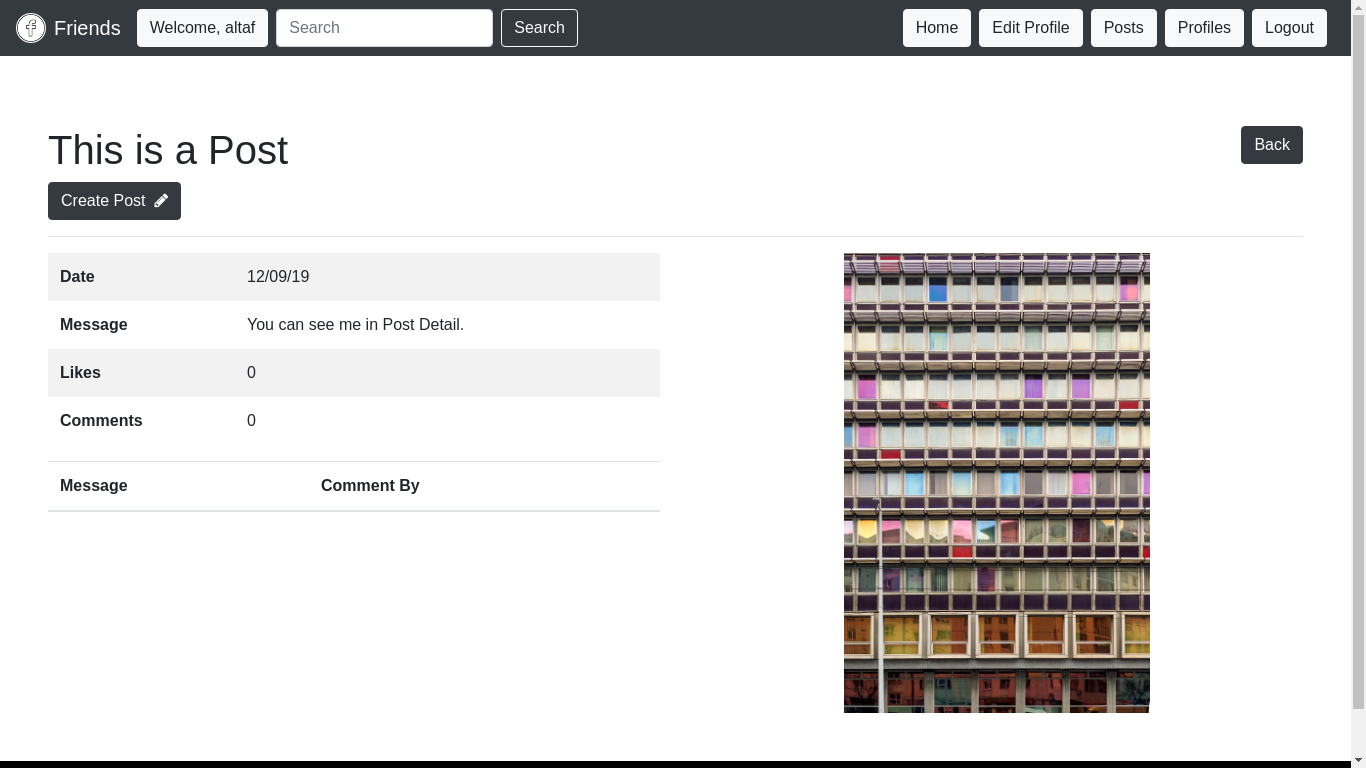 Friends Welcome, altaf Search Search Home Edit Profile Posts Profiles Logout
This is a Post
Back
Create Post
Date 12/09/19
Message You can see me in Post Detail.
Likes 0
Comments 0
Message Comment By